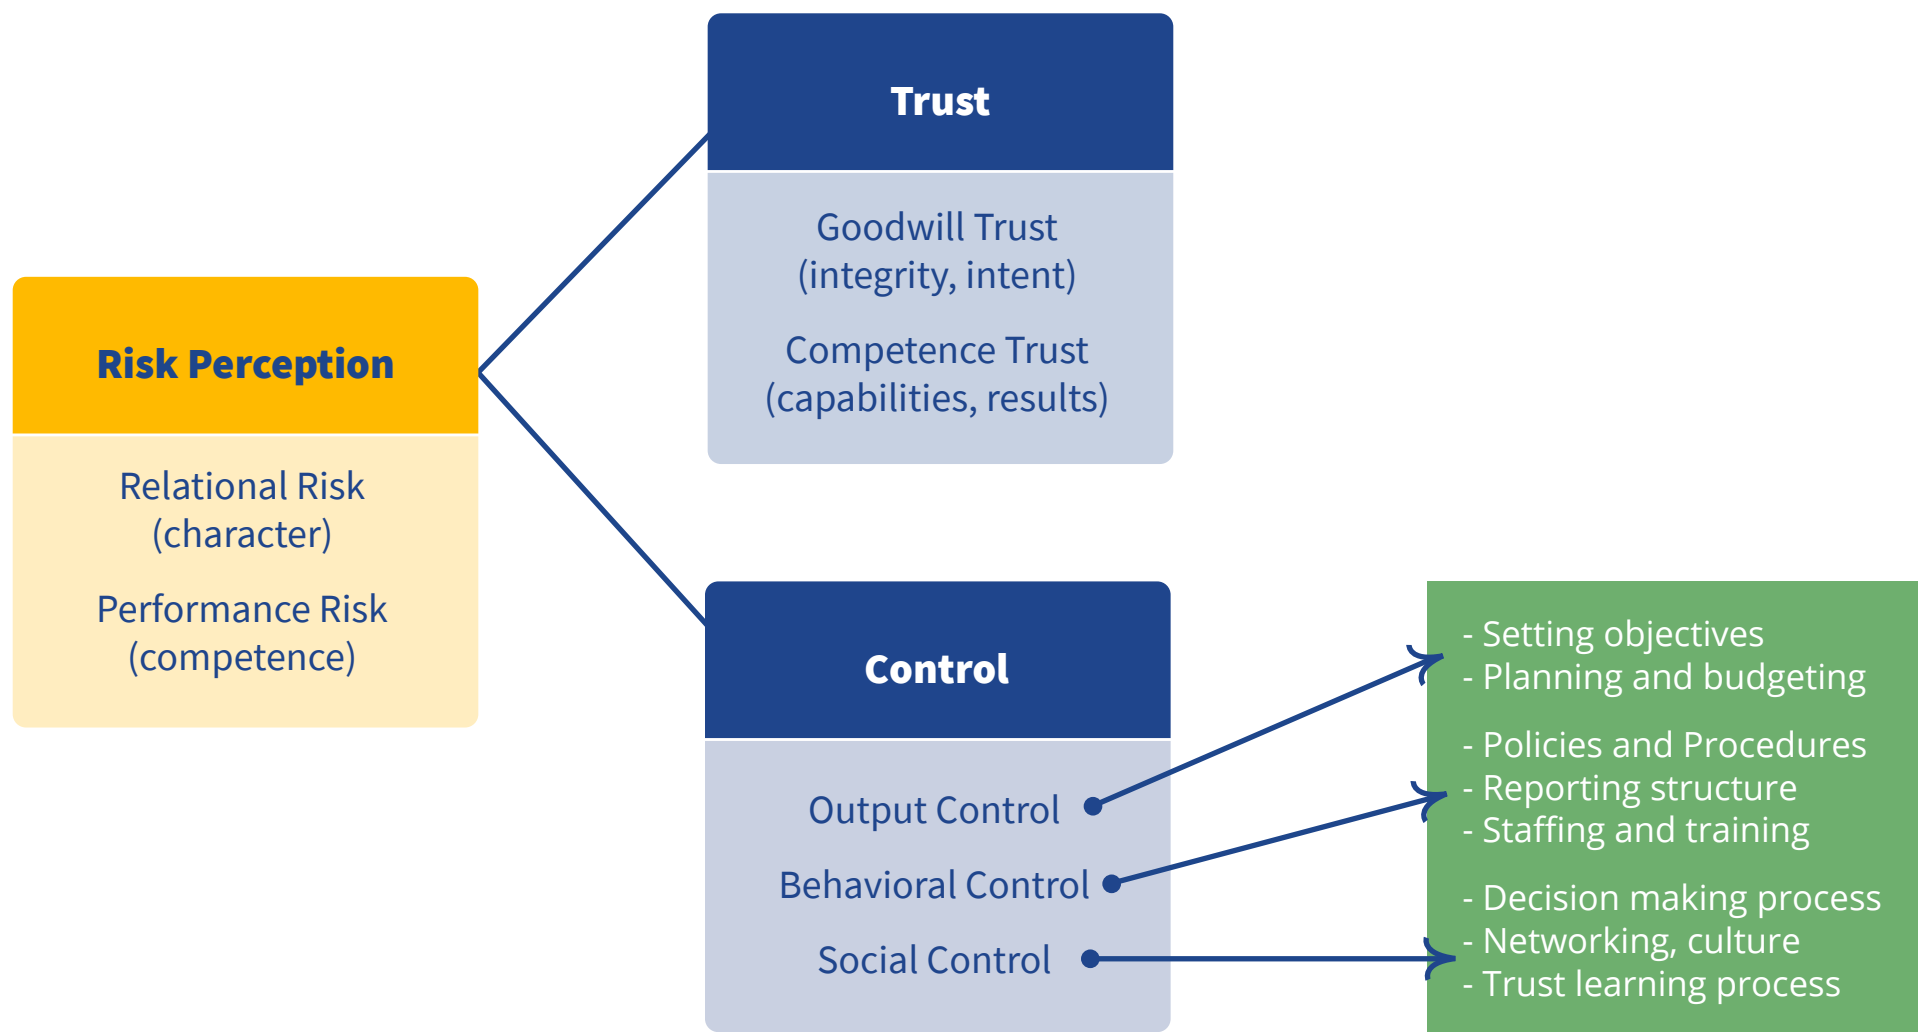 Trust
Goodwill Trust
(integrity, intent)
Competence Trust
(capabilities, results)
Risk Perception
Relational Risk
(character)
Performance Risk
(competence)
Control
Output Control
Behavioral Control
Social Control
- Setting objectives
- Planning and budgeting
- Policies and Procedures
- Reporting structure
- Staffing and training
- Decision making process
- Networking, culture
- Trust learning process